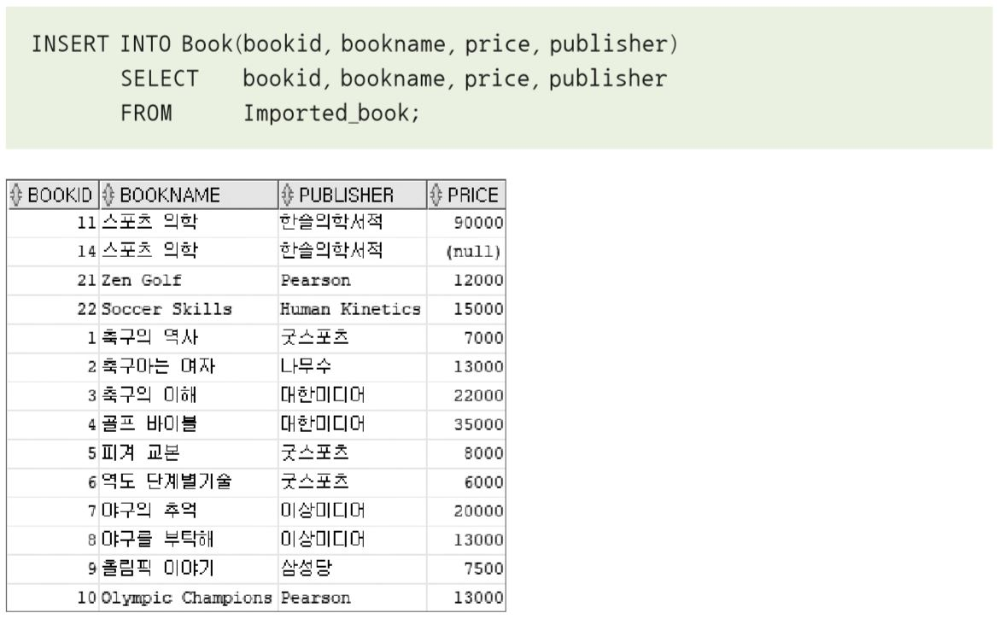 INSERT INTO Book(bookid, bookname, price, publisher)
SELECT bookid, bookname, price, publisher
FROM Imported_book;
BOOKID BOOKNAME PUBLISHER PRICE
11 스포츠 의학 한솔의학서적 90000
14 스포츠 의학 한솔의학서적 (null)
21 Zen Golf Pearson 12000
22 Soccer Skills Human Kinetics 15000
1 축구의 역사 굿스포츠 7000
2 축구아는 여자 나무수 13000
3 축구의 이해 대한미디어 22000
4 골프 바이블 대한미디어 35000
5 피겨 교본 굿스포츠 8000
6 역도 단계별기술 굿스포츠 6000
7 야구의 추억 이상미디어 20000
8 야구를 부탁해 이상미디어 13000
9 올림픽 이야기 삼성당 7500
10 Olympic Champions Pearson 13000